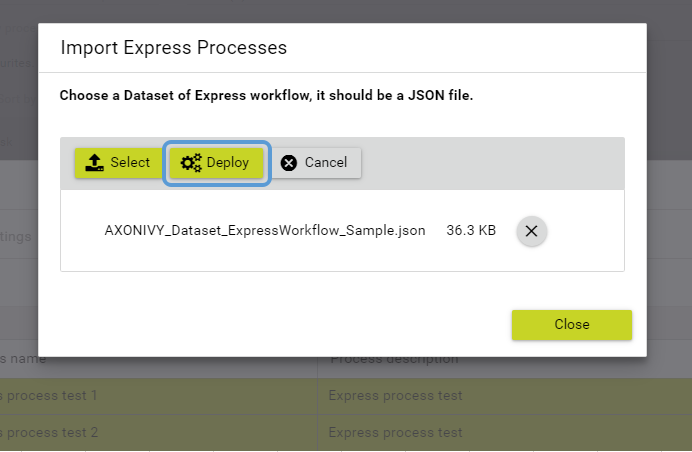 Import Express Processes
Choose a Dataset of Express workflow, it should be a JSON file.
Select Deploy Cancel
AXONIVY_Dataset_ExpressWorkflow_Sample.json 36.3 KB
tings
Close
s name Process description
s process test 1 Express process test
s process test 2 Express process test